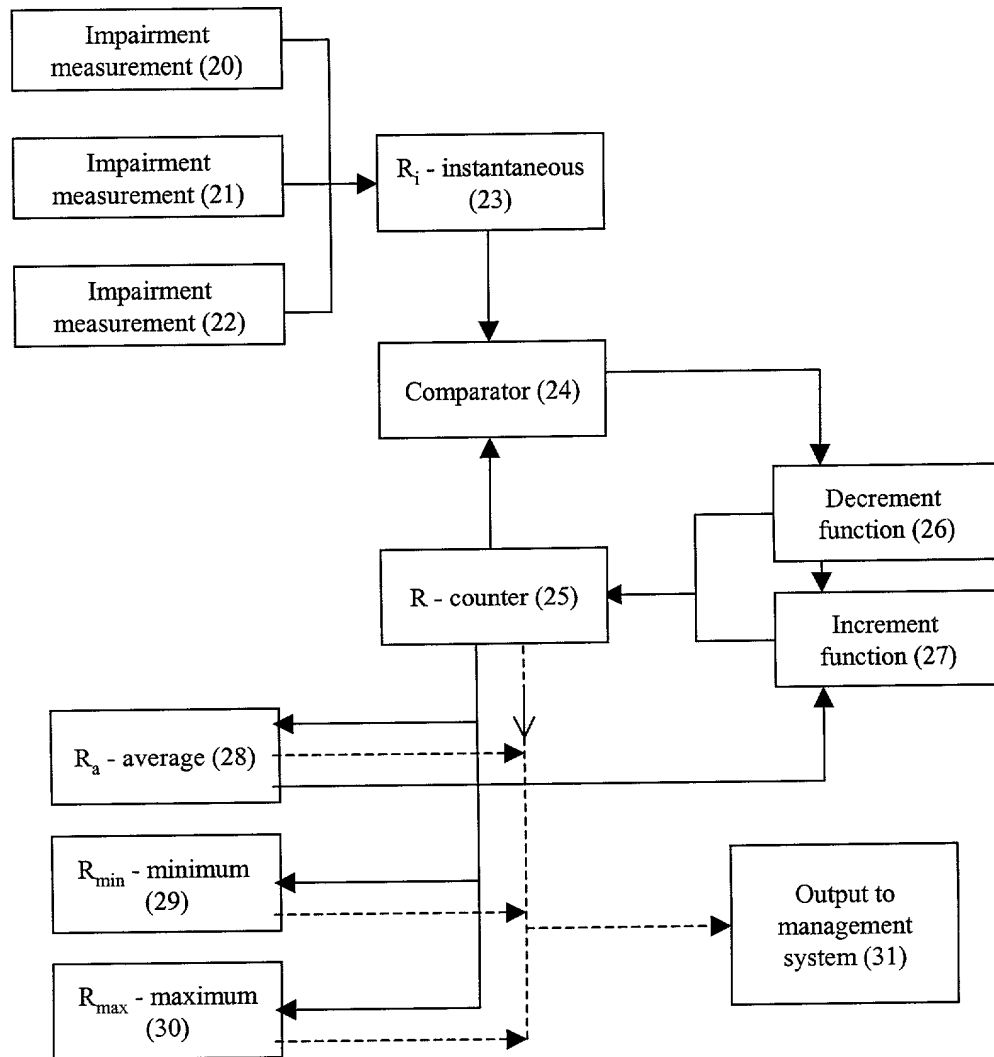 Impairment
measurement (20)
Impairment
measurement (21)
R_i - instantaneous
(23)
Impairment
measurement (22)
Comparator (24)
Decrement
function (26)
R - counter (25)
Increment
function (27)
R_a - average (28)
R_min - minimum
(29)
Output to
management
system (31)
R_max - maximum
(30)